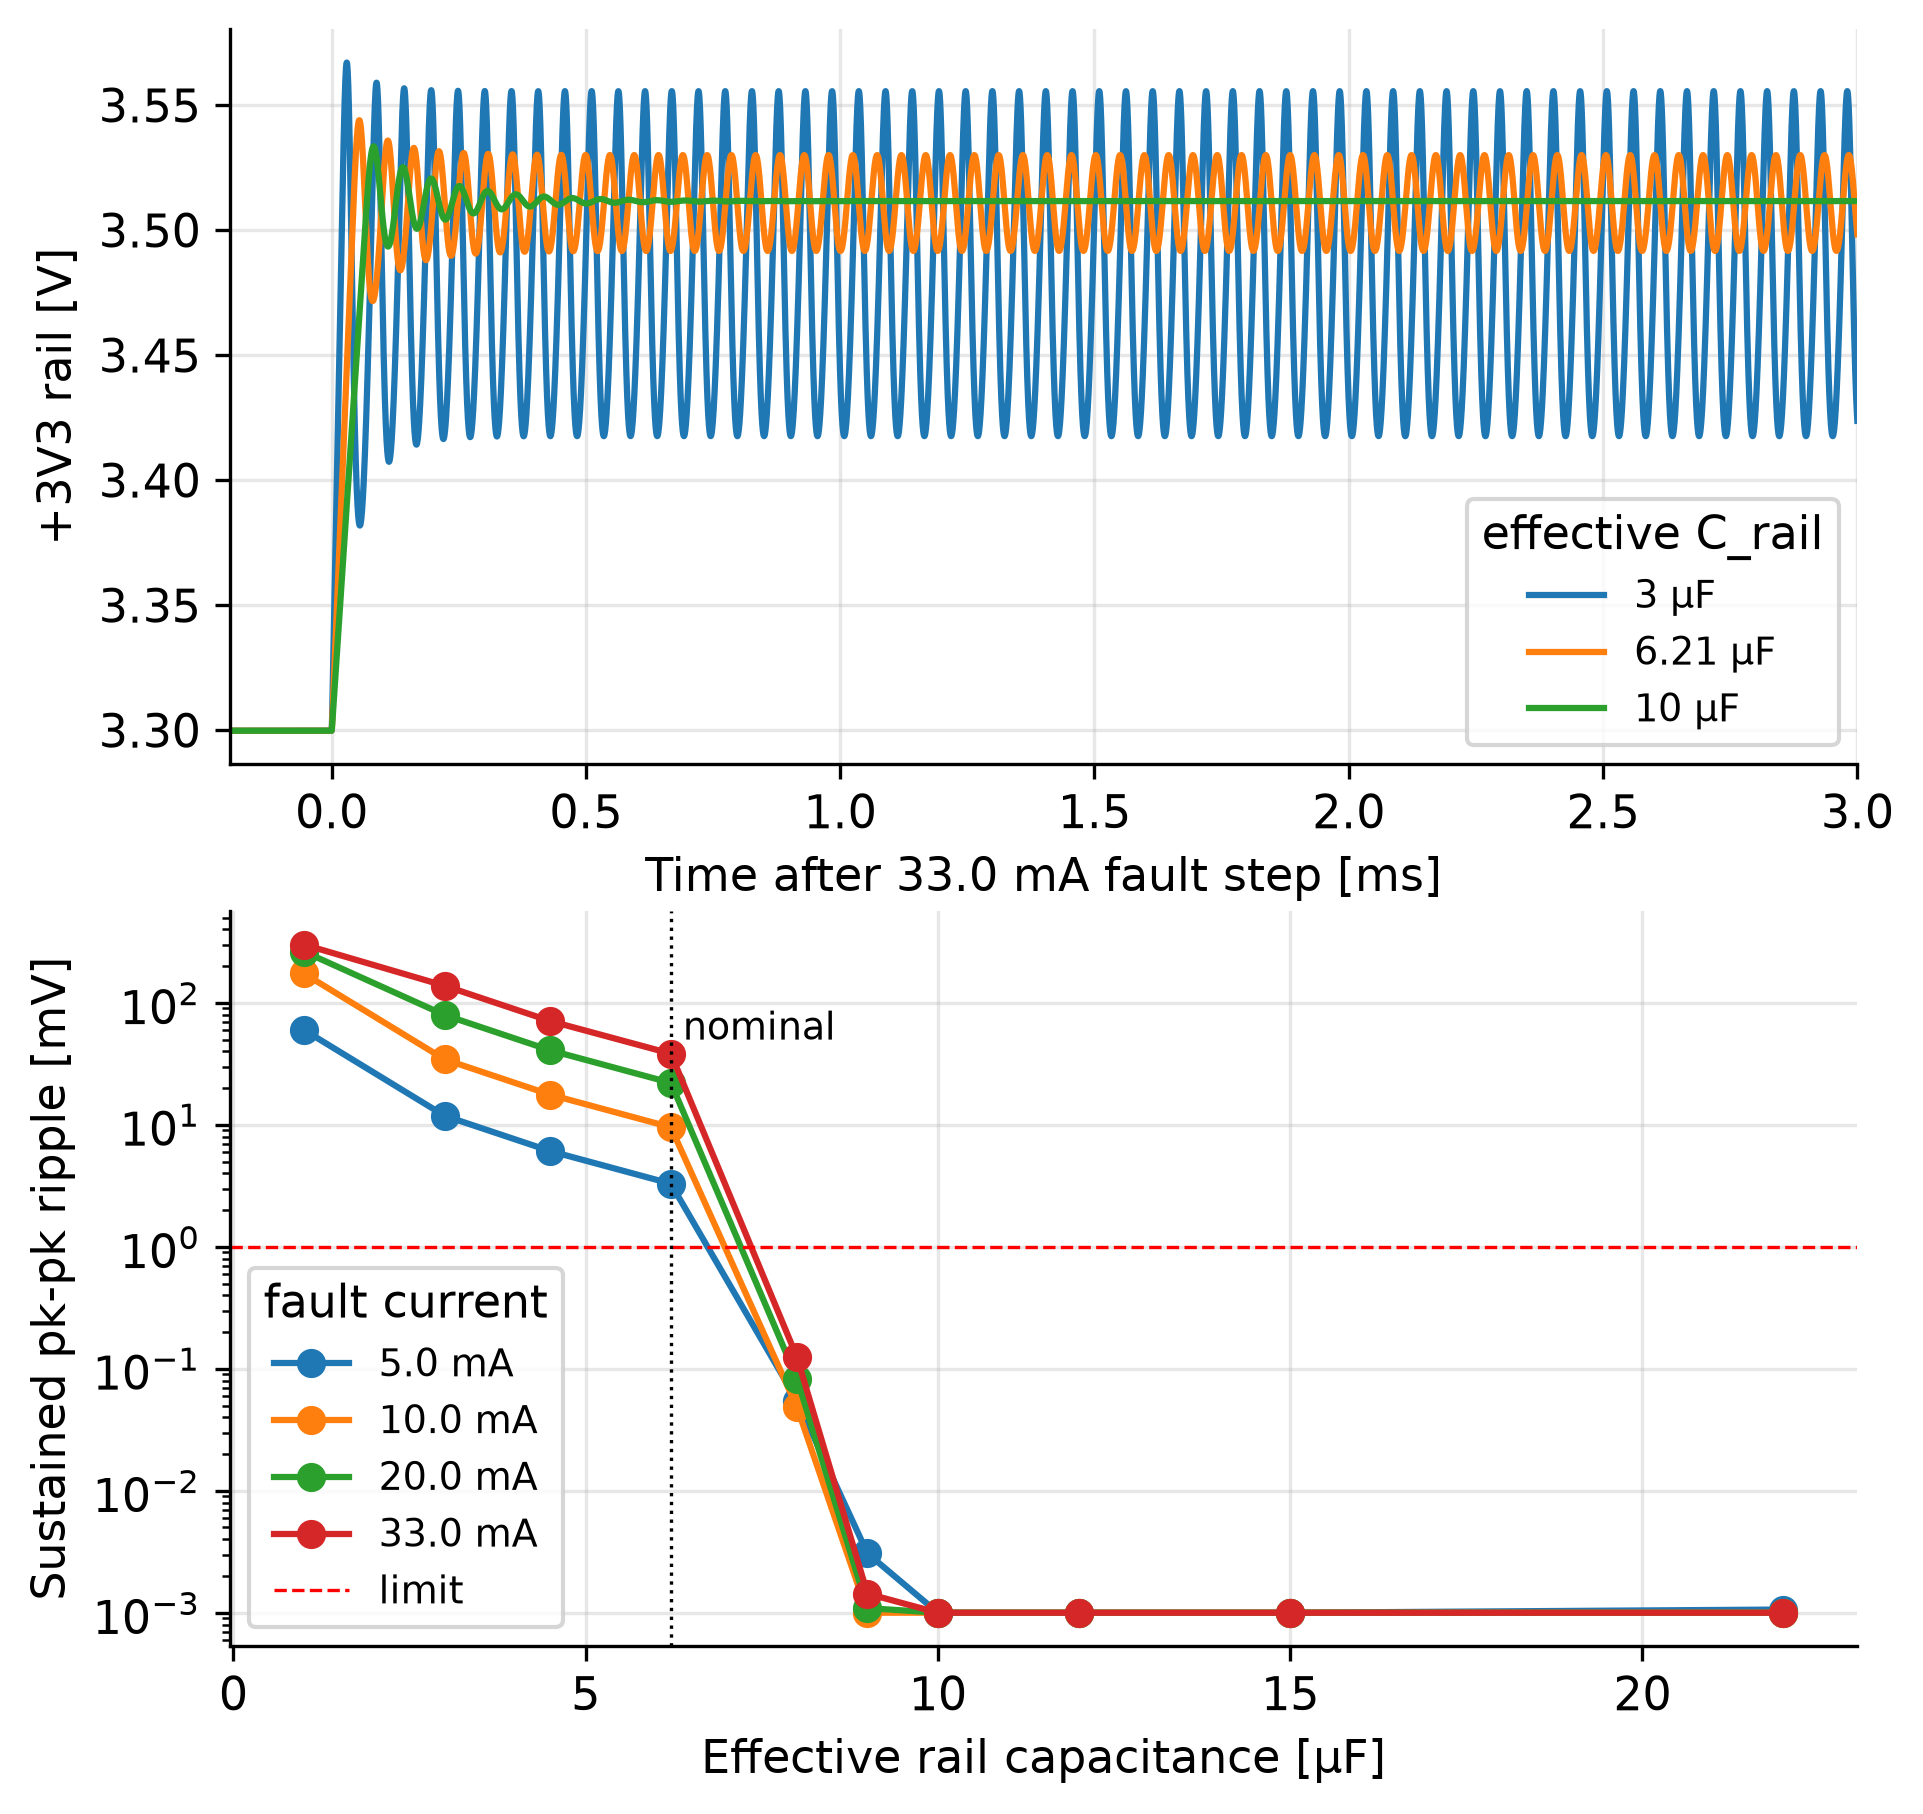 3.55
3.50
3.45
3.40
3.35
3.30
+3V3 rail [V]
effective C_rail
3 µF
6.21 µF
10 µF
0.0 0.5 1.0 1.5 2.0 2.5 3.0
Time after 33.0 mA fault step [ms]
10²
10¹
10⁰
10⁻¹
10⁻²
10⁻³
Sustained pk-pk ripple [mV]
nominal
fault current
5.0 mA
10.0 mA
20.0 mA
33.0 mA
limit
0 5 10 15 20
Effective rail capacitance [µF]